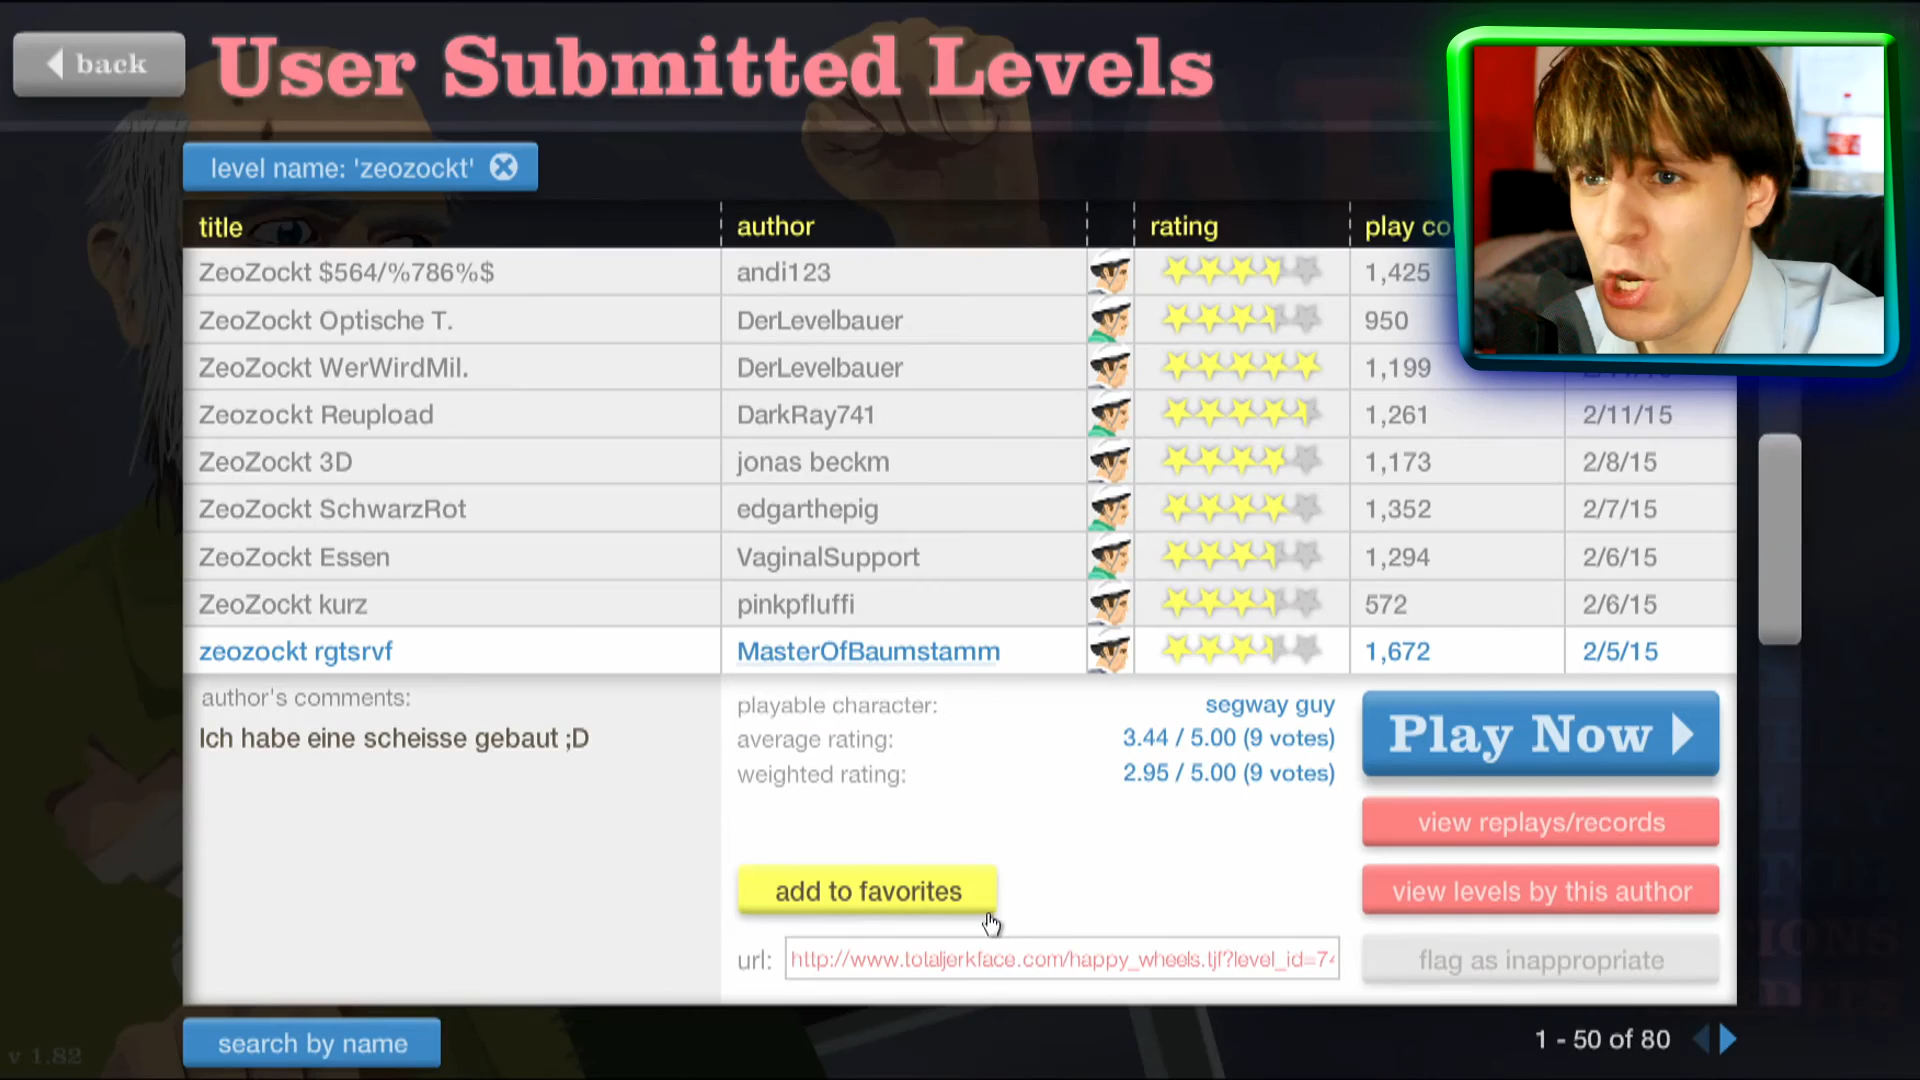 back
User Submitted Levels
level name: 'zeozockt'
title author rating play co
ZeoZockt $564/%786%$ andi123 1,425
ZeoZockt Optische T. DerLevelbauer 950
ZeoZockt WerWirdMil. DerLevelbauer 1,199
Zeozockt Reupload DarkRay741 1,261 2/11/15
ZeoZockt 3D jonas beckm 1,173 2/8/15
ZeoZockt SchwarzRot edgarthepig 1,352 2/7/15
ZeoZockt Essen VaginalSupport 1,294 2/6/15
ZeoZockt kurz pinkpfluffi 572 2/6/15
zeozockt rgtsrvf MasterOfBaumstamm 1,672 2/5/15
author's comments:
Ich habe eine scheisse gebaut ;D
playable character: segway guy
average rating: 3.44 / 5.00 (9 votes)
weighted rating: 2.95 / 5.00 (9 votes)
Play Now
view replays/records
add to favorites
view levels by this author
url: http://www.totaljerkface.com/happy_wheels.tjf?level_id=7
flag as inappropriate
search by name
1 - 50 of 80
v 1.82